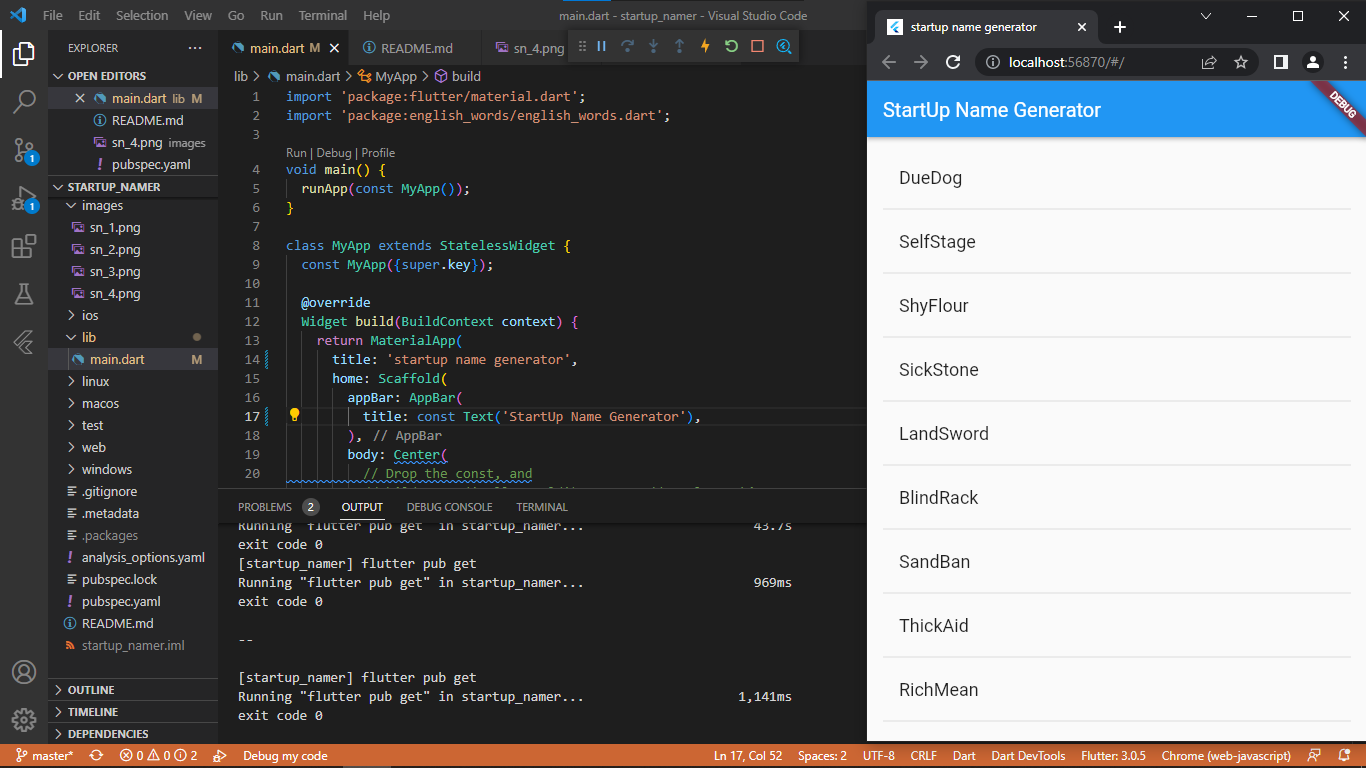 File Edit Selection View Go Run Terminal Help
main.dart - startup_namer - Visual Studio Code
EXPLORER
OPEN EDITORS
main.dart lib M
README.md
sn_4.png images
pubspec.yaml
STARTUP_NAMER
images
sn_1.png
sn_2.png
sn_3.png
sn_4.png
ios
lib
main.dart M
linux
macos
test
web
windows
.gitignore
.metadata
.packages
analysis_options.yaml
pubspec.lock
pubspec.yaml
README.md
startup_namer.iml
OUTLINE
TIMELINE
DEPENDENCIES
1
1
main.dart M README.md sn_4.png
lib > main.dart > MyApp > build
1 import 'package:flutter/material.dart';
2 import 'package:english_words/english_words.dart';
3
Run | Debug | Profile
4 void main() {
5 runApp(const MyApp());
6 }
7
8 class MyApp extends StatelessWidget {
9 const MyApp({super.key});
10
11 @override
12 Widget build(BuildContext context) {
13 return MaterialApp(
14 title: 'startup name generator',
15 home: Scaffold(
16 appBar: AppBar(
17 title: const Text('StartUp Name Generator'),
18 ), // AppBar
19 body: Center(
20 // Drop the const, and
PROBLEMS 2 OUTPUT DEBUG CONSOLE TERMINAL
Running "flutter pub get" in startup_namer... 43.7s
exit code 0
[startup_namer] flutter pub get
Running "flutter pub get" in startup_namer... 969ms
exit code 0
--
[startup_namer] flutter pub get
Running "flutter pub get" in startup_namer... 1,141ms
exit code 0
master* 0 0 2 Debug my code Ln 17, Col 52 Spaces: 2 UTF-8 CRLF Dart Dart DevTools Flutter: 3.0.5 Chrome (web-javascript)
startup name generator
localhost:56870/#/
StartUp Name Generator
DEBUG
DueDog
SelfStage
ShyFlour
SickStone
LandSword
BlindRack
SandBan
ThickAid
RichMean